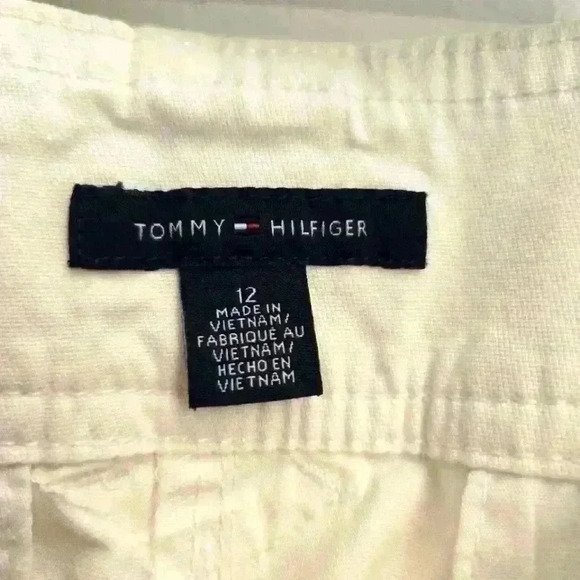 TOMMY HILFIGER
12
MADE IN
VIETNAM/
FABRIQUÉ AU
VIETNAM/
HECHO EN
VIETNAM